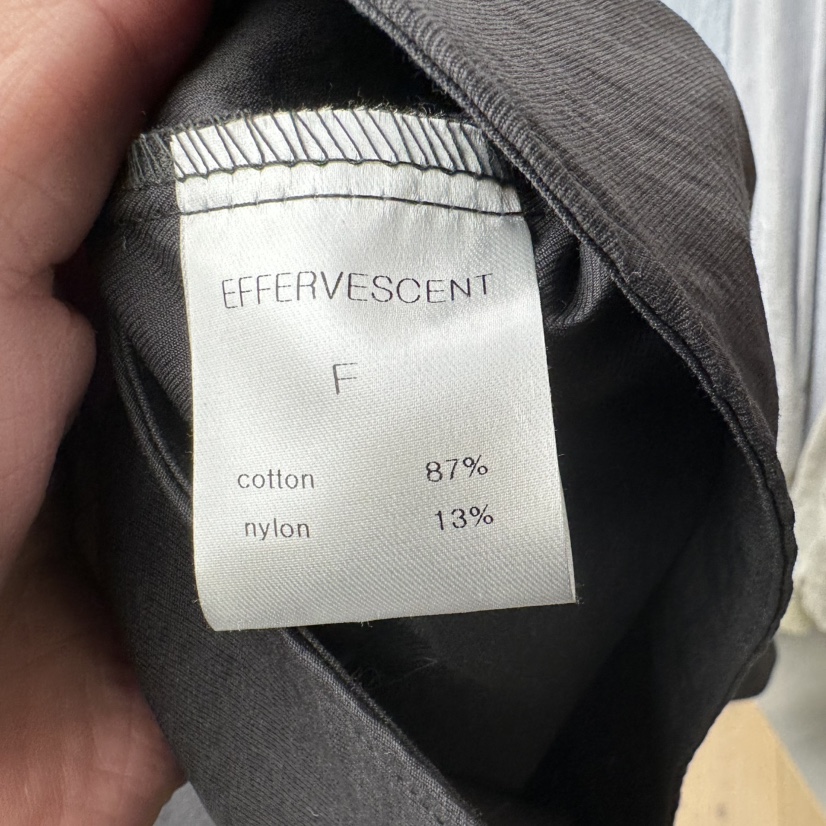 EFFERVESCENT
F
cotton 87%
nylon 13%